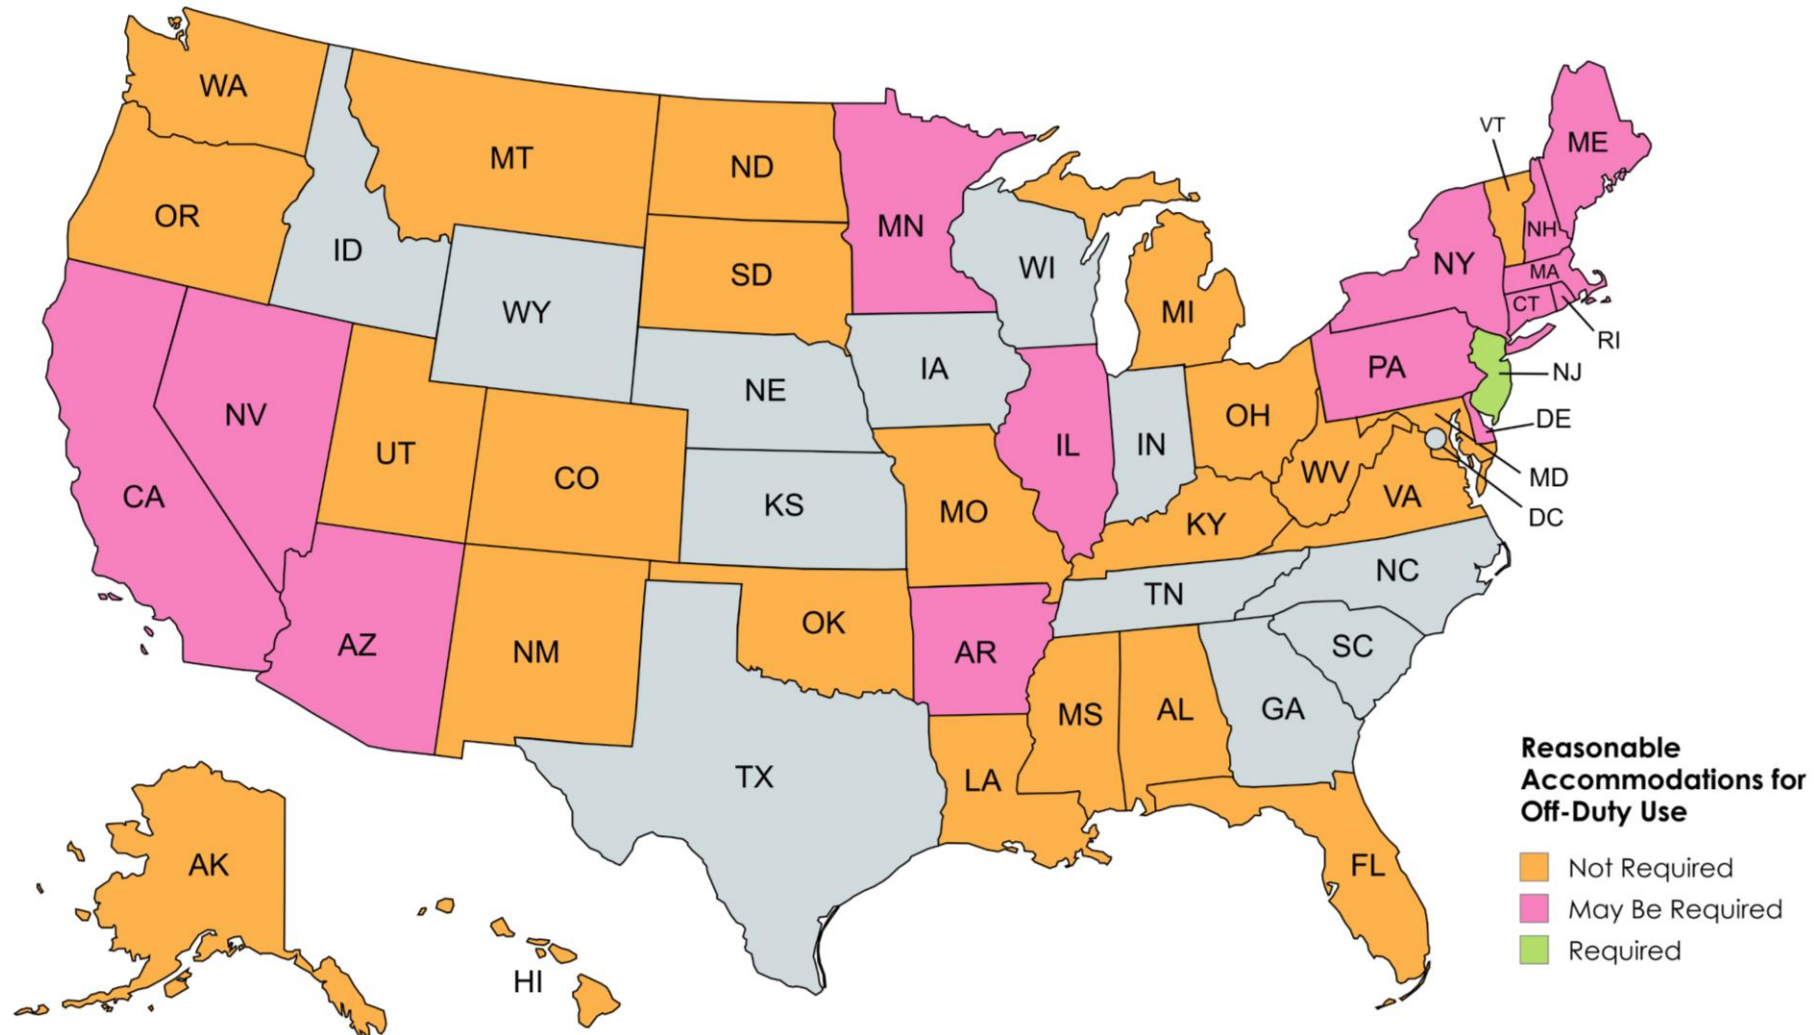 WA
MT
ND
MN
VT
ME
OR
ID
SD
WI
NH
NY
MA
WY
MI
CT
RI
NV
NE
IA
PA
NJ
UT
CO
IL
IN
OH
DE
CA
KS
MO
WV
VA
MD
KY
DC
AZ
NM
OK
AR
TN
NC
SC
MS
AL
GA
TX
LA
AK
FL
HI
Reasonable
Accommodations for
Off-Duty Use
Not Required
May Be Required
Required